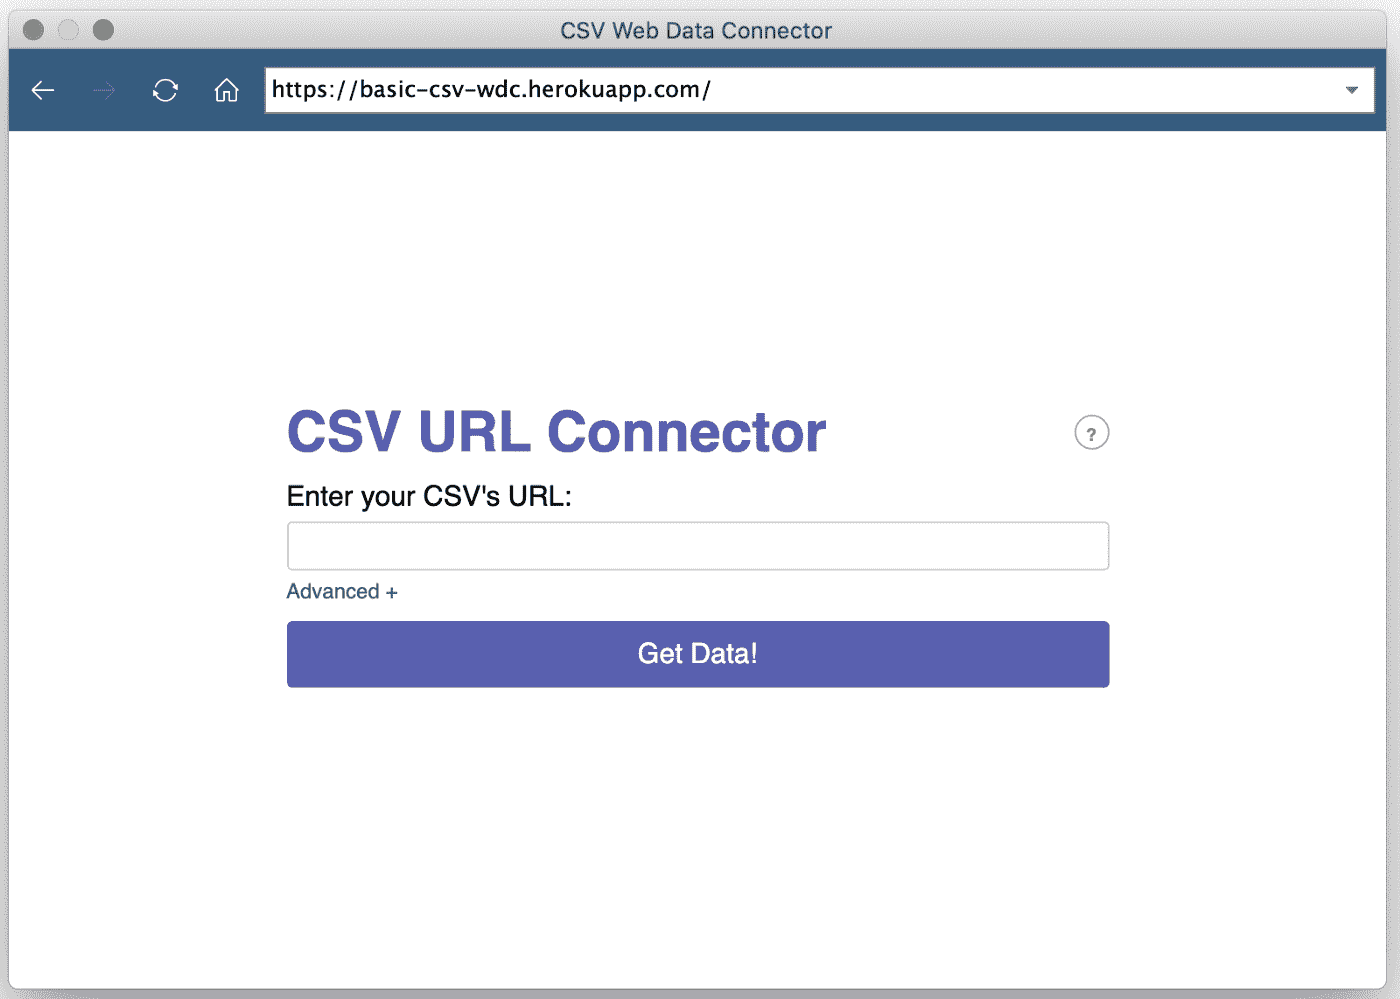 CSV Web Data Connector
https://basic-csv-wdc.herokuapp.com/
CSV URL Connector
?
Enter your CSV's URL:
Advanced +
Get Data!